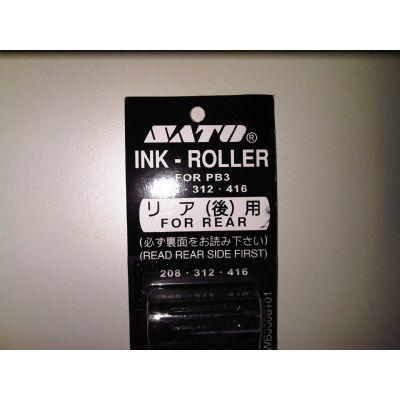 SATO®
INK - ROLLER
FOR PB3
208 · 312 · 416
リ ア (後) 用
FOR REAR
(必ず裏面をお読み下さい)
(READ REAR SIDE FIRST)
208 · 312 · 416